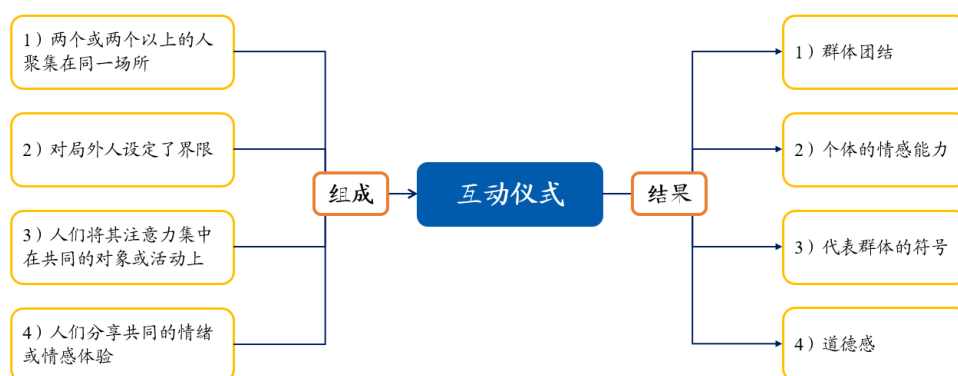 1）两个或两个以上的人
聚集在同一场所
2）对局外人设定了界限
3）人们将其注意力集中
在共同的对象或活动上
4）人们分享共同的情绪
或情感体验
组成
互动仪式
结果
1）群体团结
2）个体的情感能力
3）代表群体的符号
4）道德感